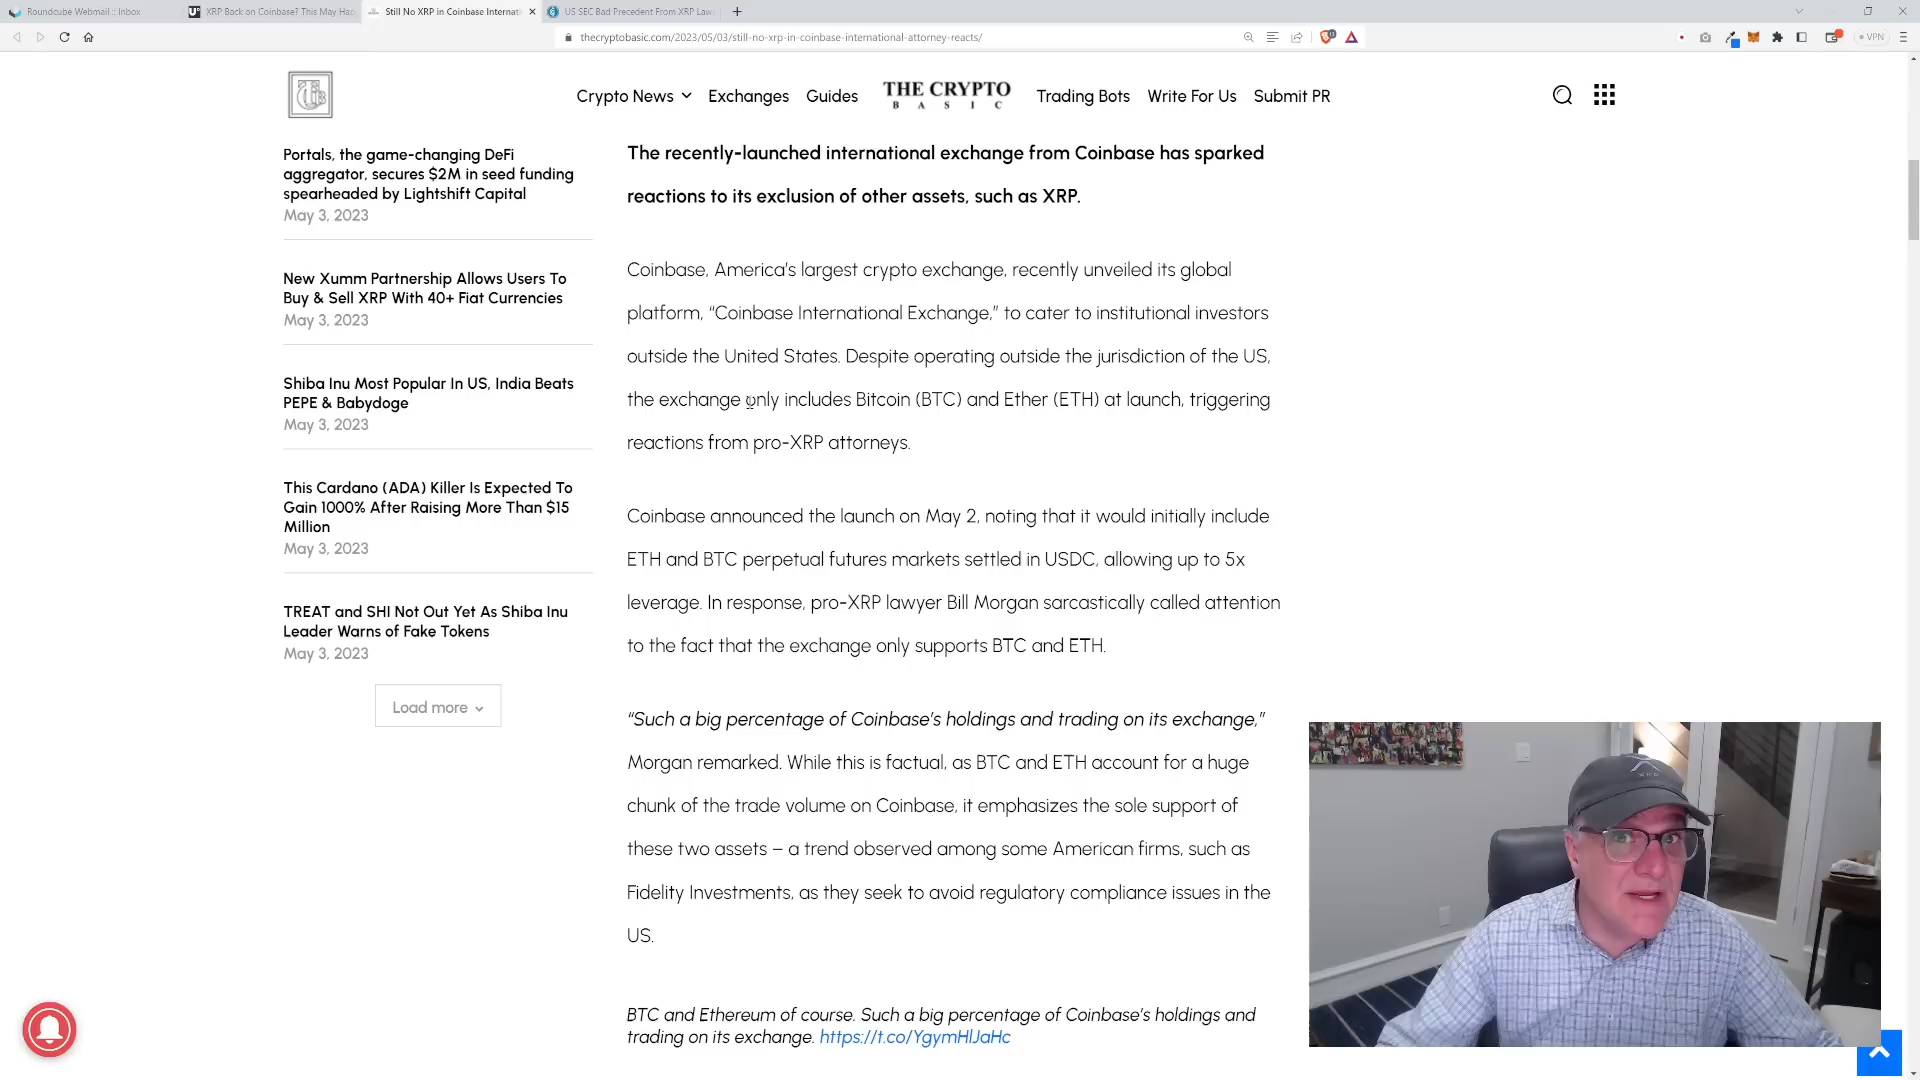 Roundcube Webmail :: Inbox
XRP Back on Coinbase? This May Hap
Still No XRP in Coinbase Internati
US SEC Bad Precedent From XRP Laws
thecryptobasic.com/2023/05/03/still-no-xrp-in-coinbase-international-attorney-reacts/
VPN
Crypto News
Exchanges
Guides
THE CRYPTO
BASIC
Trading Bots
Write For Us
Submit PR
Portals, the game-changing DeFi
aggregator, secures $2M in seed funding
spearheaded by Lightshift Capital
May 3, 2023
New Xumm Partnership Allows Users To
Buy & Sell XRP With 40+ Fiat Currencies
May 3, 2023
Shiba Inu Most Popular In US, India Beats
PEPE & Babydoge
May 3, 2023
This Cardano (ADA) Killer Is Expected To
Gain 1000% After Raising More Than $15
Million
May 3, 2023
TREAT and SHI Not Out Yet As Shiba Inu
Leader Warns of Fake Tokens
May 3, 2023
Load more
The recently-launched international exchange from Coinbase has sparked
reactions to its exclusion of other assets, such as XRP.
Coinbase, America's largest crypto exchange, recently unveiled its global
platform, “Coinbase International Exchange,” to cater to institutional investors
outside the United States. Despite operating outside the jurisdiction of the US,
the exchange only includes Bitcoin (BTC) and Ether (ETH) at launch, triggering
reactions from pro-XRP attorneys.
Coinbase announced the launch on May 2, noting that it would initially include
ETH and BTC perpetual futures markets settled in USDC, allowing up to 5x
leverage. In response, pro-XRP lawyer Bill Morgan sarcastically called attention
to the fact that the exchange only supports BTC and ETH.
“Such a big percentage of Coinbase's holdings and trading on its exchange,”
Morgan remarked. While this is factual, as BTC and ETH account for a huge
chunk of the trade volume on Coinbase, it emphasizes the sole support of
these two assets – a trend observed among some American firms, such as
Fidelity Investments, as they seek to avoid regulatory compliance issues in the
US.
BTC and Ethereum of course. Such a big percentage of Coinbase's holdings and
trading on its exchange. https://t.co/YgymHlJaHc
XRP